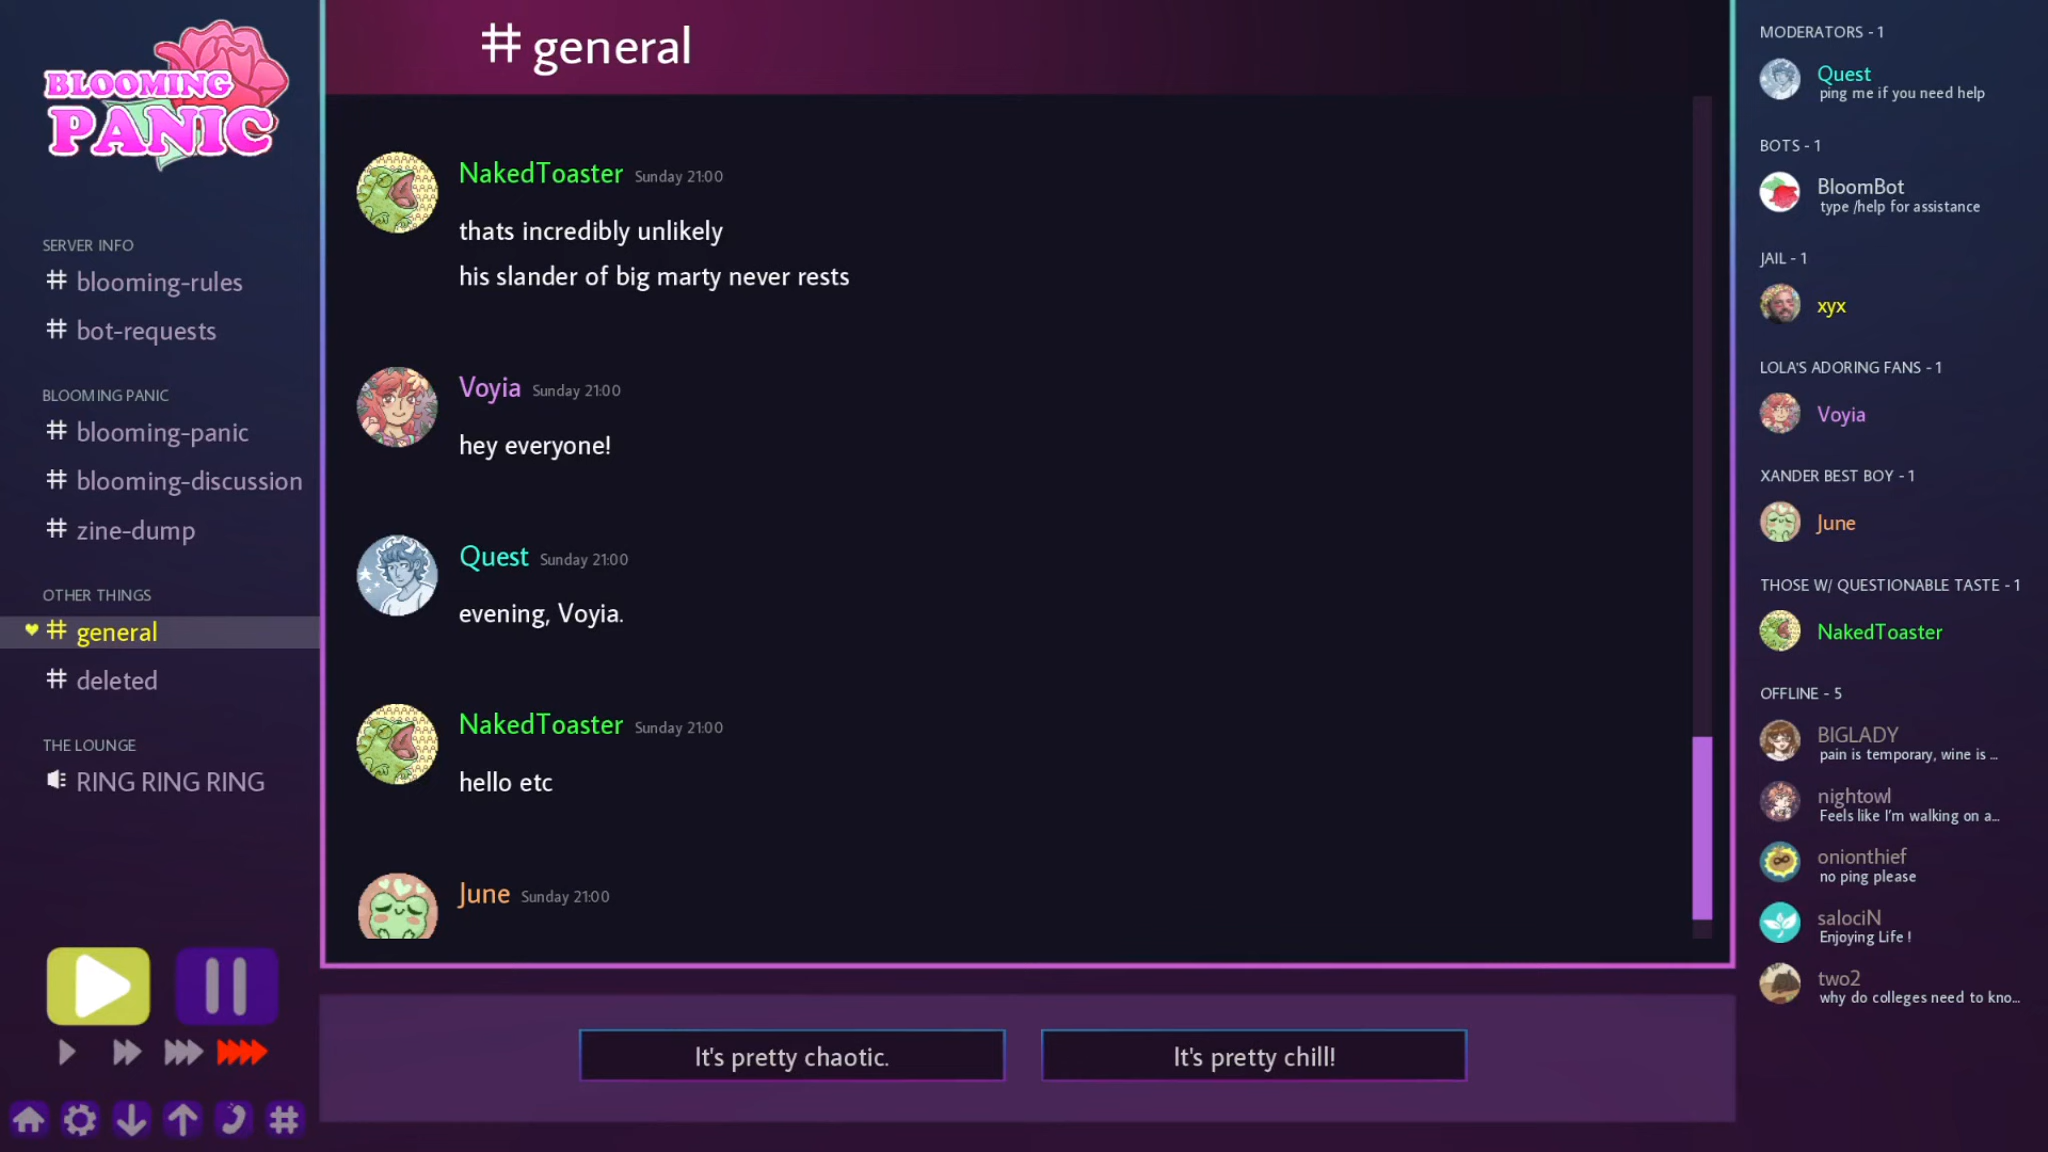 BLOOMING
PANIC
SERVER INFO
# blooming-rules
# bot-requests
BLOOMING PANIC
# blooming-panic
# blooming-discussion
# zine-dump
OTHER THINGS
# general
# deleted
THE LOUNGE
RING RING RING
# general
NakedToaster Sunday 21:00
thats incredibly unlikely
his slander of big marty never rests
Voyia Sunday 21:00
hey everyone!
Quest Sunday 21:00
evening, Voyia.
NakedToaster Sunday 21:00
hello etc
June Sunday 21:00
It's pretty chaotic.
It's pretty chill!
MODERATORS - 1
Quest
ping me if you need help
BOTS - 1
BloomBot
type /help for assistance
JAIL - 1
xyx
LOLA'S ADORING FANS - 1
Voyia
XANDER BEST BOY - 1
June
THOSE W/ QUESTIONABLE TASTE - 1
NakedToaster
OFFLINE - 5
BIGLADY
pain is temporary, wine is ...
nightowl
Feels like I'm walking on a...
onionthief
no ping please
salociN
Enjoying Life !
two2
why do colleges need to kno...